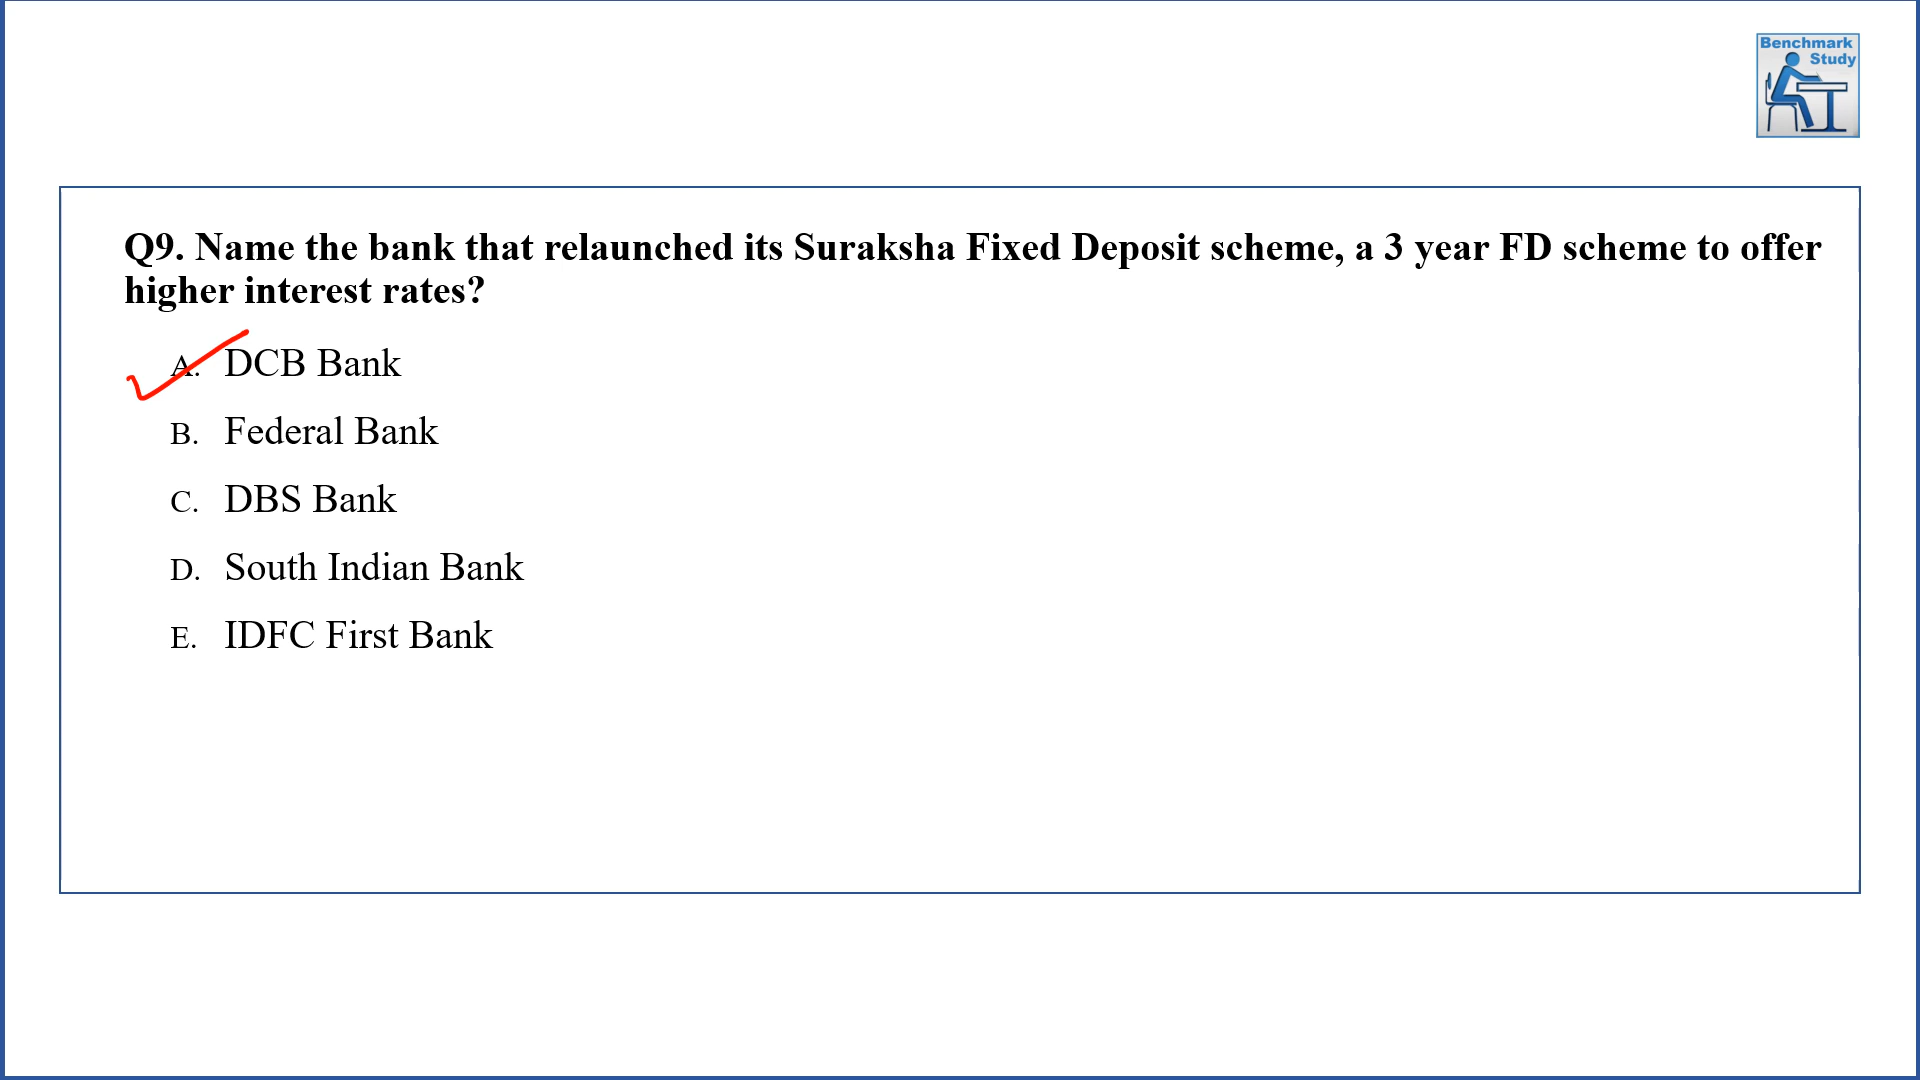 Benchmark
Study
Q9. Name the bank that relaunched its Suraksha Fixed Deposit scheme, a 3 year FD scheme to offer
higher interest rates?
A. DCB Bank
B. Federal Bank
C. DBS Bank
D. South Indian Bank
E. IDFC First Bank